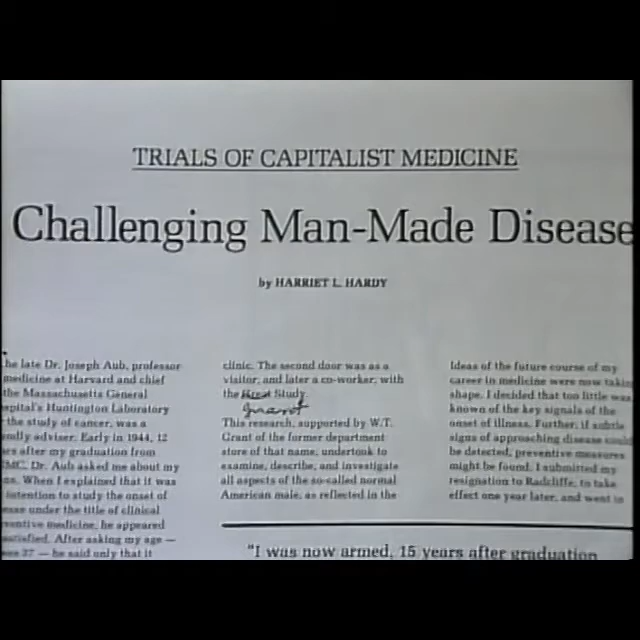 TRIALS OF CAPITALIST MEDICINE
Challenging Man-Made Disease
by HARRIET L. HARDY
he late Dr. Joseph Aub, professor
medicine at Harvard and chief
the Massachusetts General
spital's Huntington Laboratory
the study of cancer, was a
adviser. Early in 1944, 12
after my graduation from
Dr. Aub asked me about my
When I explained that it was
intention to study the onset of
under the title of clinical
medicine, he appeared
satisfied. After asking my age —
37 — he said only that it
clinic. The second door was as a
visitor, and later a co-worker, with
the Study
Grant
This research, supported by W.T.
Grant of the former department
store of that name, undertook to
examine, describe, and investigate
all aspects of the so-called normal
American male, as reflected in the
"I was now armed, 15 years after graduation
Ideas of the future course of my
career in medicine were now takin
shape. I decided that too little was
known of the key signals of the
onset of illness. Further, if subtle
signs of approaching disease could
be detected, preventive measures
might be found. I submitted my
resignation to Radcliffe, to take
effect one year later, and went to